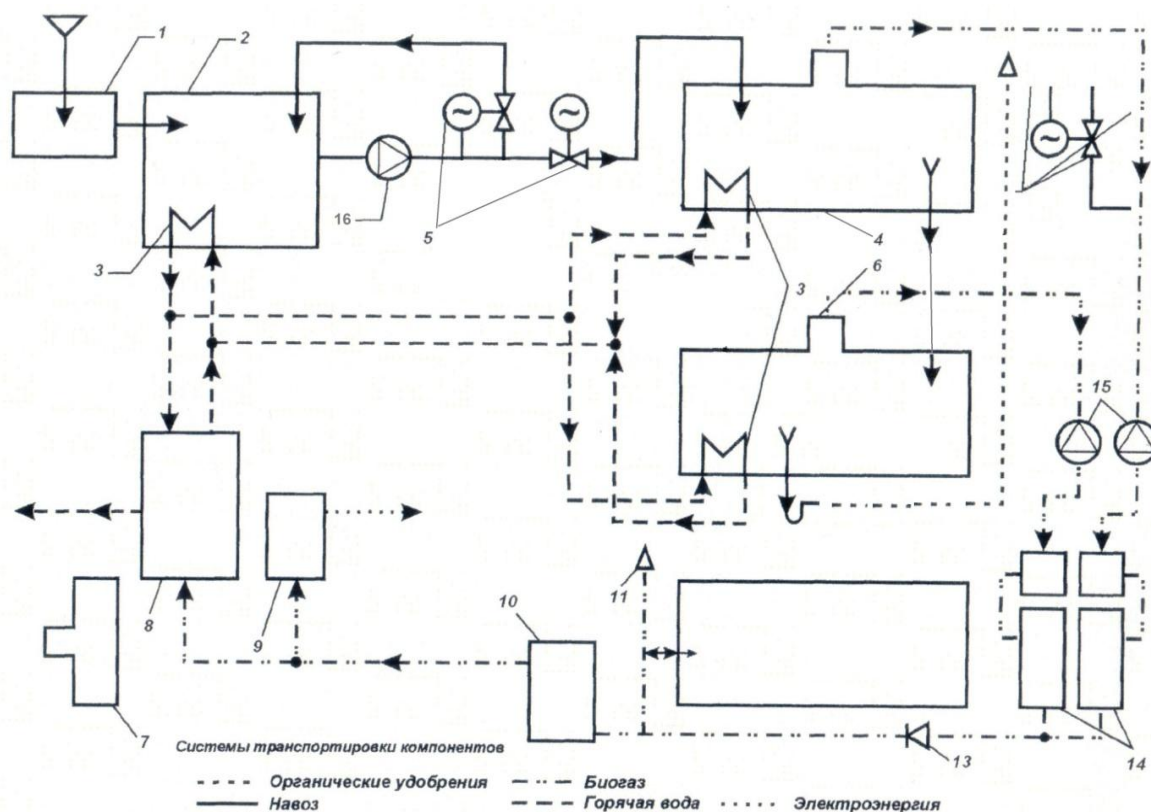 1
2
16
5
3
4
6
3
15
8
9
10
11
7
13
14
Системы транспортировки компонентов
Органические удобрения
Биогаз
Навоз
Горячая вода
Электроэнергия